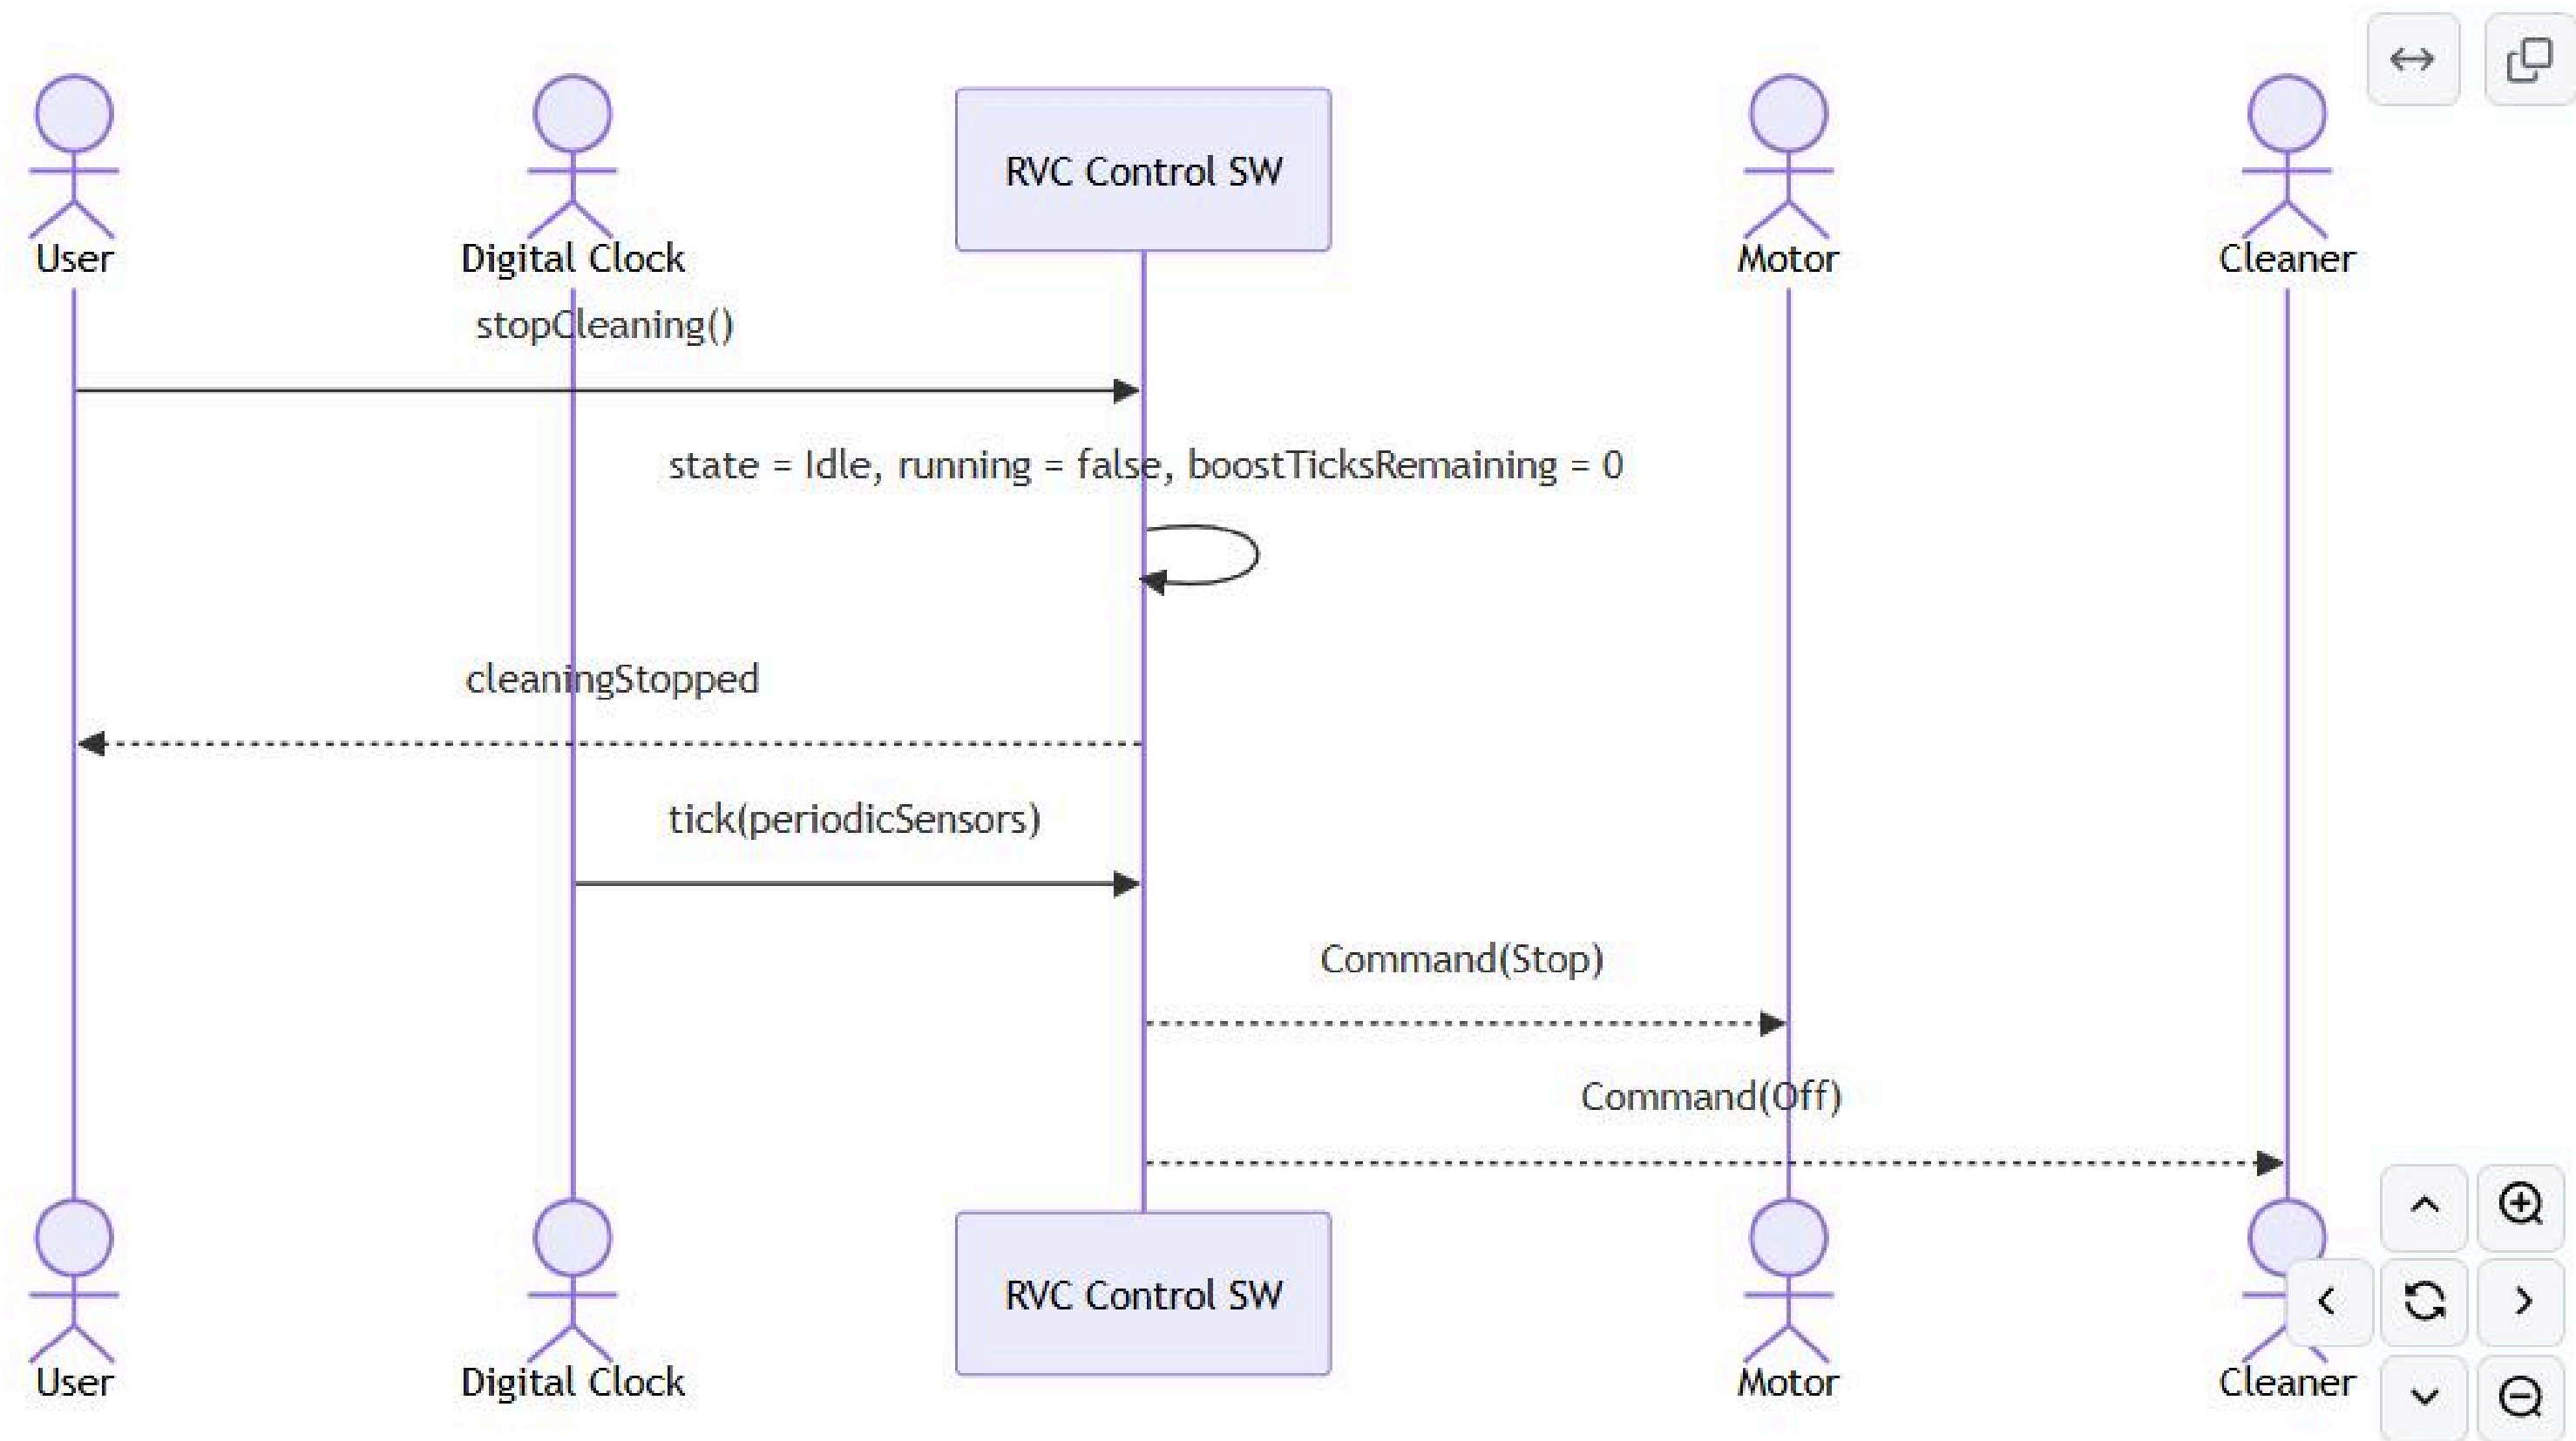 User
Digital Clock
RVC Control SW
Motor
Cleaner
stopCleaning()
state = Idle, running = false, boostTicksRemaining = 0
cleaningStopped
tick(periodicSensors)
Command(Stop)
Command(Off)
User
Digital Clock
RVC Control SW
Motor
Cleaner